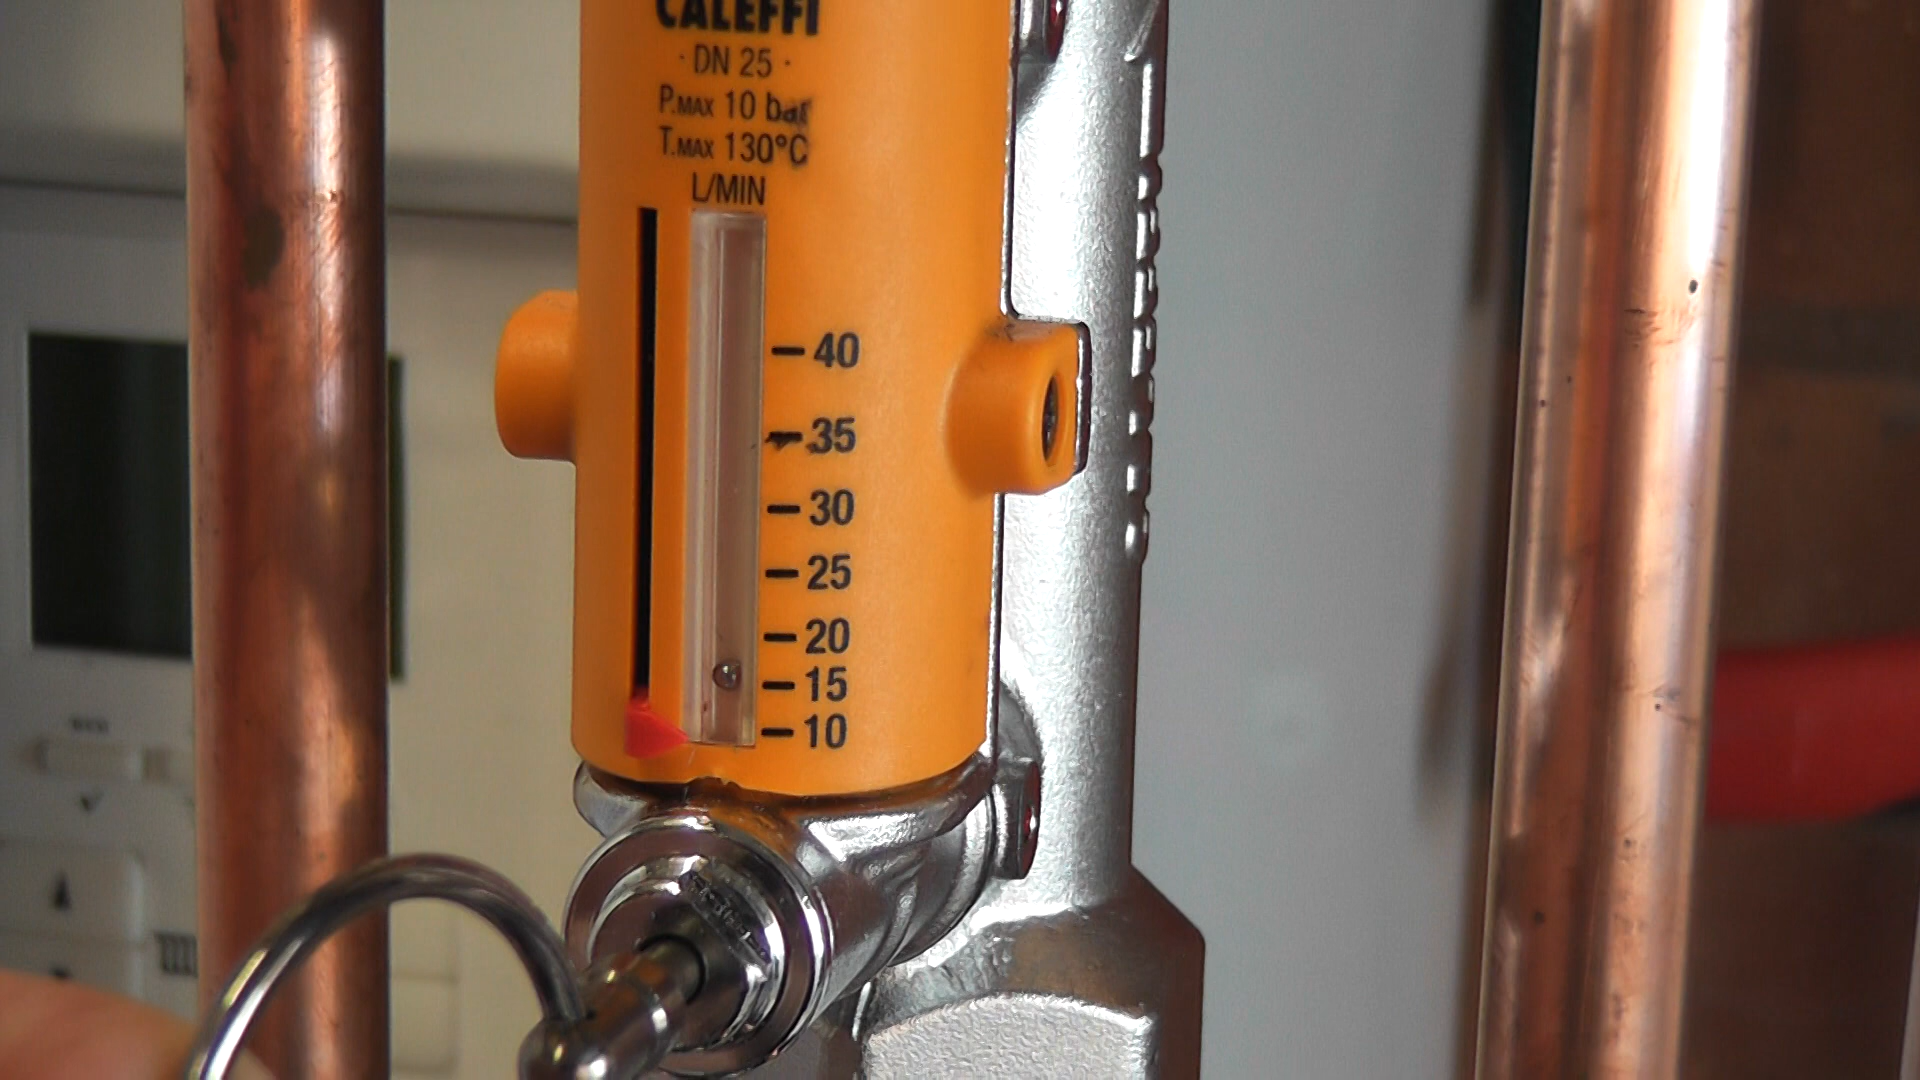 CALEFFI
· DN 25 ·
P.MAX 10 bar
T.MAX 130°C
L/MIN
40
35
30
25
20
15
10